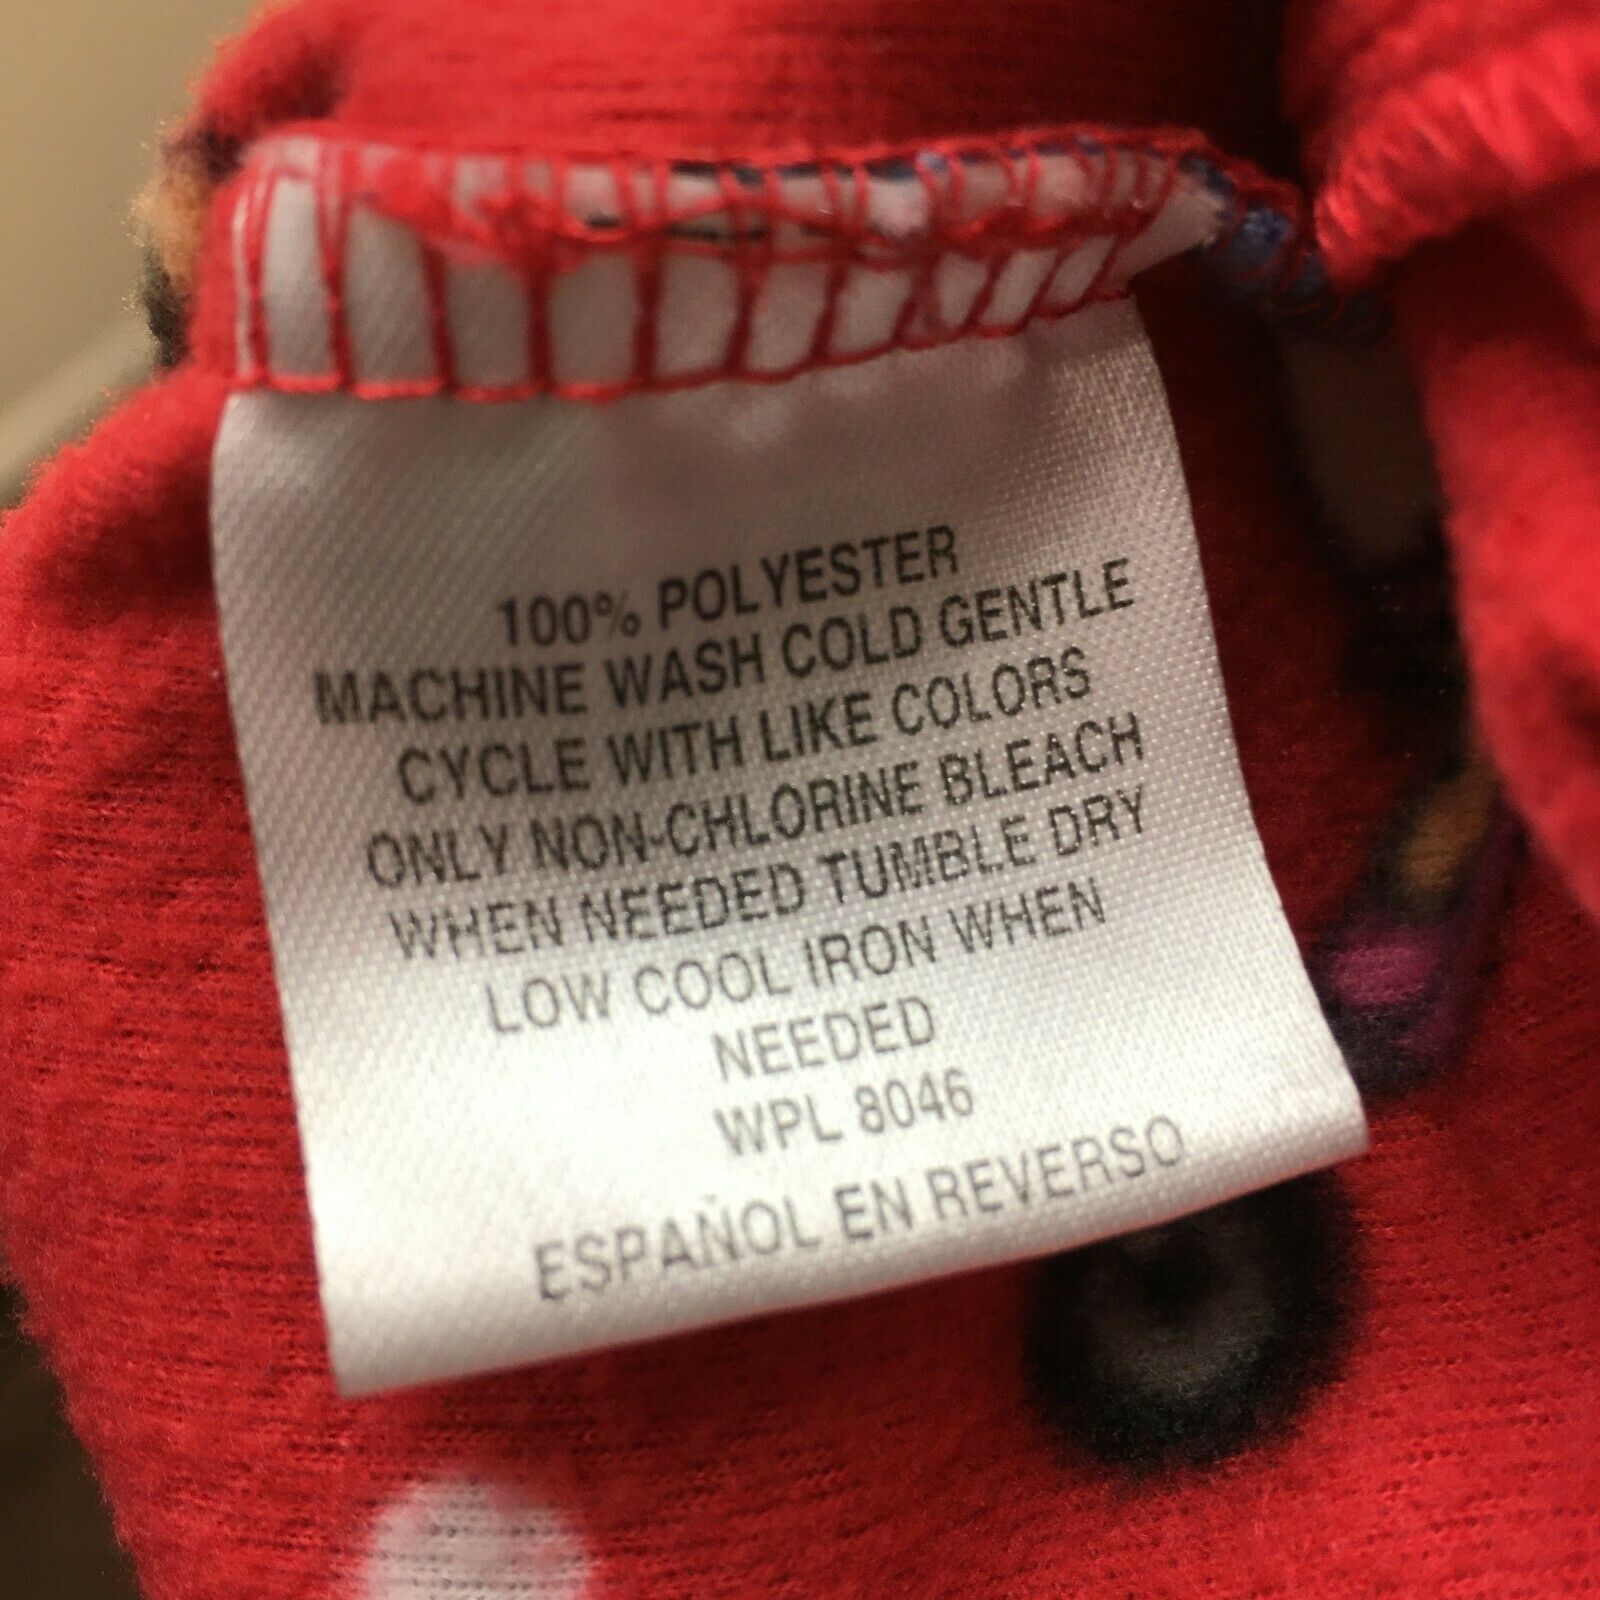 100% POLYESTER
MACHINE WASH COLD GENTLE
CYCLE WITH LIKE COLORS
ONLY NON-CHLORINE BLEACH
WHEN NEEDED TUMBLE DRY
LOW COOL IRON WHEN
NEEDED
WPL 8046
ESPAÑOL EN REVERSO